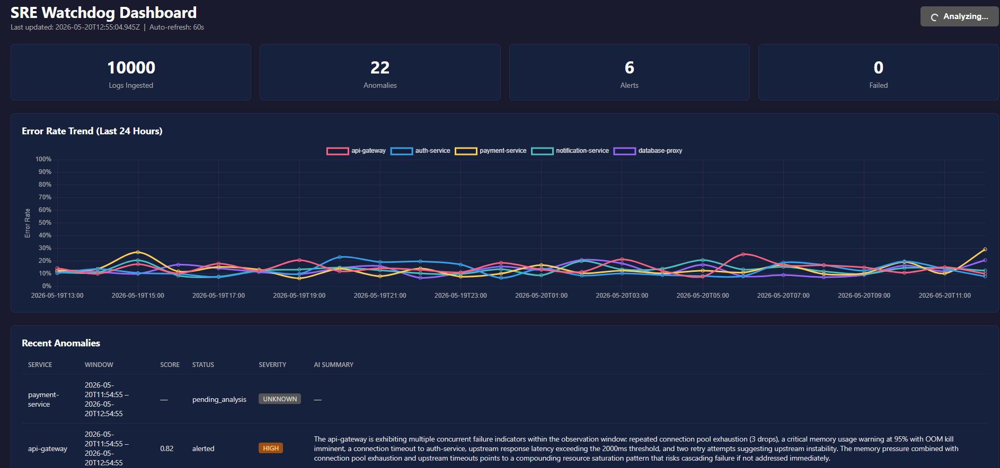 SRE Watchdog Dashboard
Last updated: 2026-05-20T12:55:04.945Z | Auto-refresh: 60s
Analyzing...
10000
Logs Ingested
22
Anomalies
6
Alerts
0
Failed
Error Rate Trend (Last 24 Hours)
api-gateway auth-service payment-service notification-service database-proxy
100%
90%
80%
70%
60%
50%
40%
30%
20%
10%
0%
Error Rate
2026-05-19T13:00 2026-05-19T15:00 2026-05-19T17:00 2026-05-19T19:00 2026-05-19T21:00 2026-05-19T23:00 2026-05-20T01:00 2026-05-20T03:00 2026-05-20T05:00 2026-05-20T07:00 2026-05-20T09:00 2026-05-20T11:00
Recent Anomalies
SERVICE WINDOW SCORE STATUS SEVERITY AI SUMMARY
payment-
service
2026-05-
20T11:54:55 –
2026-05-
20T12:54:55
—
pending_analysis
UNKNOWN
—
api-gateway
2026-05-
20T11:54:55 –
2026-05-
20T12:54:55
0.82
alerted
HIGH
The api-gateway is exhibiting multiple concurrent failure indicators within the observation window: repeated connection pool exhaustion (3 drops), a critical memory usage warning at 95% with OOM kill
imminent, a connection timeout to auth-service, upstream response latency exceeding the 2000ms threshold, and two retry attempts suggesting upstream instability. The memory pressure combined with
connection pool exhaustion and upstream timeouts points to a compounding resource saturation pattern that risks cascading failure if not addressed immediately.